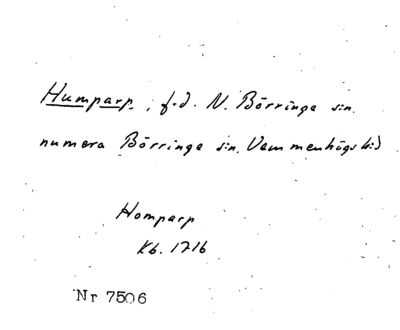 Humparp, f.d. N. Börringe sn.
numera Börringe sn. Vemmenhögs hd
Homparp
Kb. 1716
Nr 7506